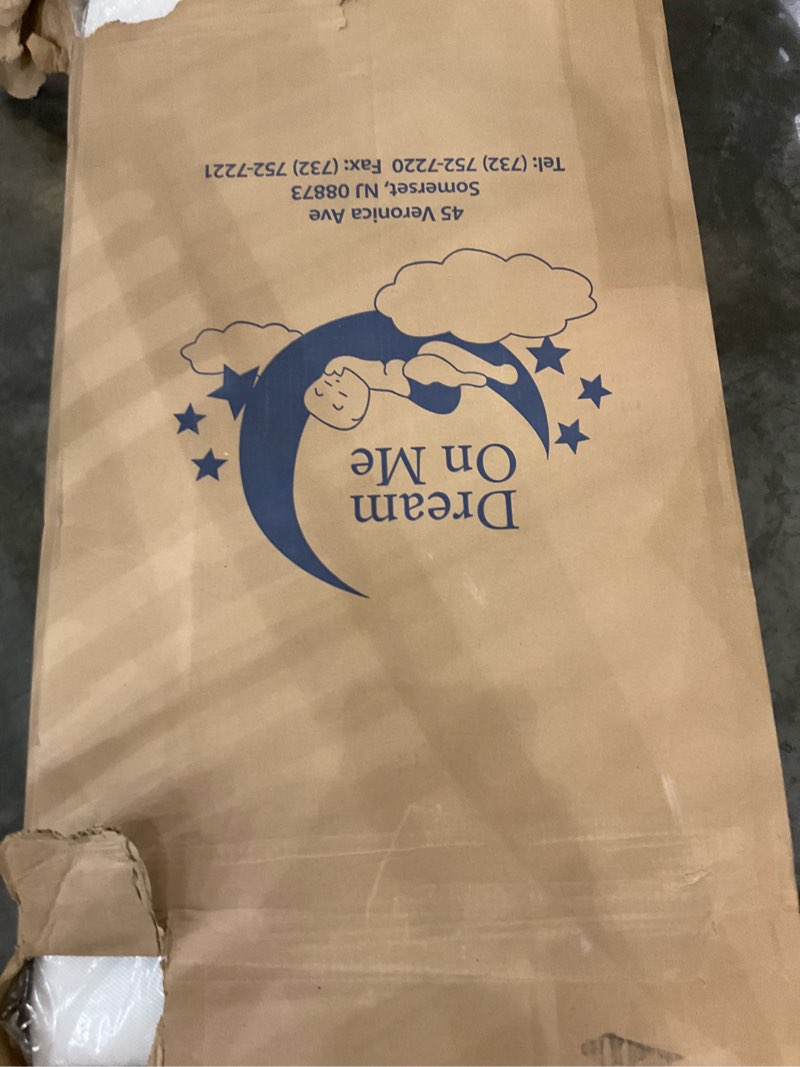 Dream
On Me
45 Veronica Ave
Somerset, NJ 08873
Tel: (732) 752-7220 Fax: (732) 752-7221